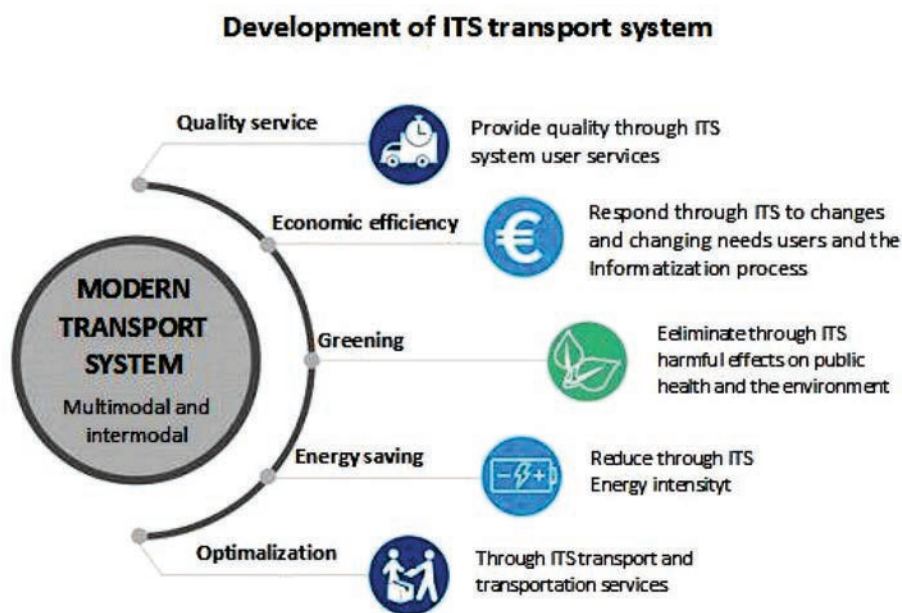 Development of ITS transport system
Quality service
Provide quality through ITS
system user services
Economic efficiency
Respond through ITS to changes
and changing needs users and the
Informatization process
MODERN
TRANSPORT
SYSTEM
Multimodal and
intermodal
Greening
Eeliminate through ITS
harmful effects on public
health and the environment
Energy saving
Reduce through ITS
Energy intensityt
Optimalization
Through ITS transport and
transportation services